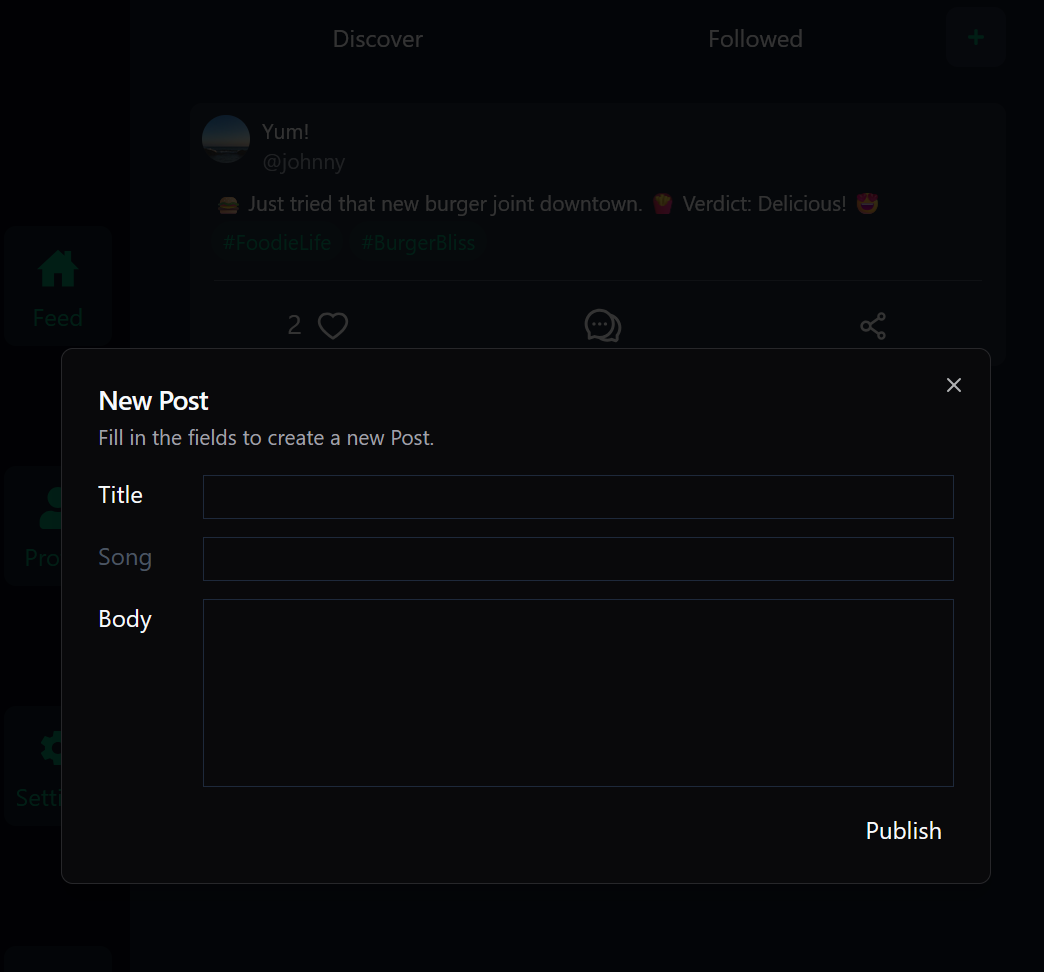 Discover
Followed
Yum!
@johnny
🍔 Just tried that new burger joint downtown. 🍟 Verdict: Delicious! 🤩
#FoodieLife #BurgerBliss
2
Feed
New Post
Fill in the fields to create a new Post.
Title
Song
Body
Publish
Pro
Setti